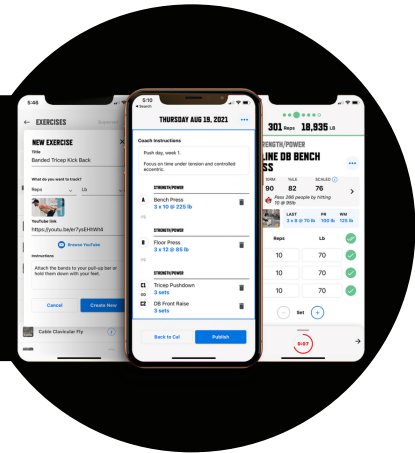 5:46
← EXERCISES
NEW EXERCISE
Title
Banded Tricep Kick Back
What do you want to track?
Reps
Lb
YouTube link
https://youtu.be/er7ysEHhWt4
Browse YouTube
Instructions
Attach the bands to your pull-up bar or
hold them down with your feet.
Cancel
Create New
Cable Clavicular Fly
5:10
Search
THURSDAY AUG 19, 2021
Coach Instructions
Push day, week 1.
Focus on time under tension and controlled
eccentric.
STRENGTH/POWER
A Bench Press
3 x 10 @ 225 lb
STRENGTH/POWER
B Floor Press
3 x 12 @ 85 lb
STRENGTH/POWER
C1 Tricep Pushdown
3 sets
C2 DB Front Raise
3 sets
Back to Cal
Publish
301 Reps 18,935 LB
RENGTH/POWER
LINE DB BENCH
SS
1RM %ILE SCALED
90 82 76
Pass 266 people by hitting
10 @ 95lb
LAST PR WM
3 x 8 @ 70 lb 100 lb 125 lb
Reps Lb
10 70
10 70
10 70
Set
0:07